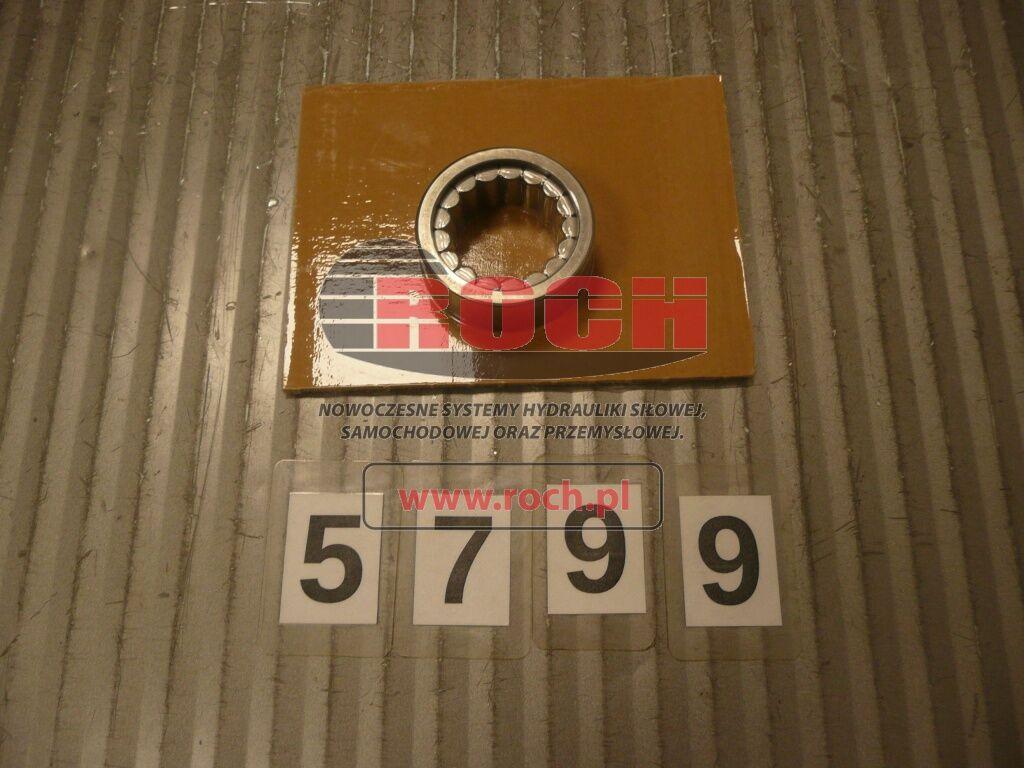 ROCH
NOWOCZESNE SYSTEMY HYDRAULIKI SIŁOWEJ,
SAMOCHODOWEJ ORAZ PRZEMYSŁOWEJ.
www.roch.pl
5799